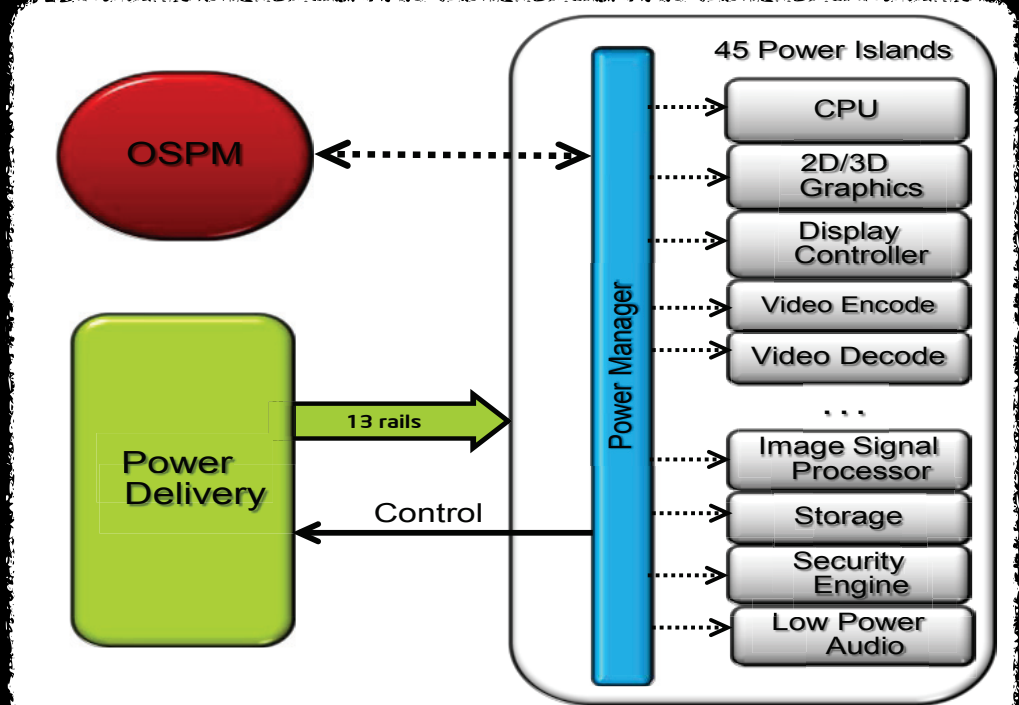 45 Power Islands
OSPM
Power Manager
CPU
2D/3D
Graphics
Display
Controller
Video Encode
Video Decode
. . .
13 rails
Power
Delivery
Control
Image Signal
Processor
Storage
Security
Engine
Low Power
Audio